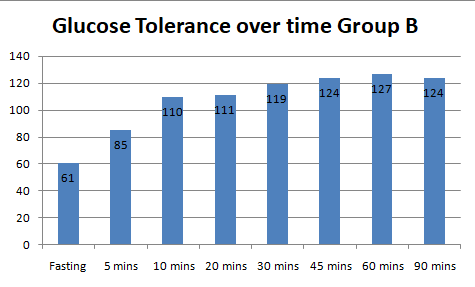 Glucose Tolerance over time Group B
140
120
100
80
60
40
20
0
61
85
110
111
119
124
127
124
Fasting
5 mins
10 mins
20 mins
30 mins
45 mins
60 mins
90 mins